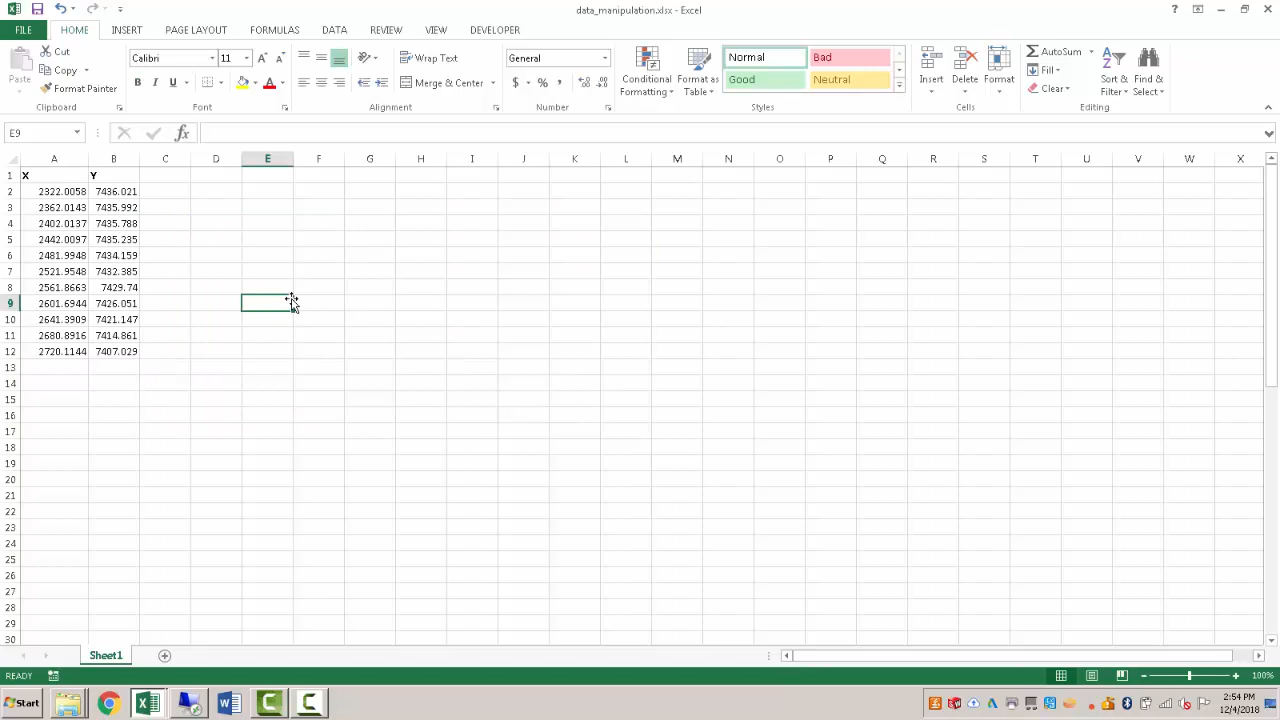 data_manipulation.xlsx - Excel
FILE HOME INSERT PAGE LAYOUT FORMULAS DATA REVIEW VIEW DEVELOPER
Paste
Cut
Copy
Format Painter
Clipboard
Calibri 11
B I U
Font
Wrap Text
Merge & Center
Alignment
General
$ % ,
Number
Conditional Formatting
Format as Table
Normal Bad
Good Neutral
Styles
Insert Delete Format
Cells
AutoSum
Fill
Clear
Sort & Filter
Find & Select
Editing
E9 fx
A B C D E F G H I J K L M N O P Q R S T U V W X
1 X Y
2 2322.0058 7436.021
3 2362.0143 7435.992
4 2402.0137 7435.788
5 2442.0097 7435.235
6 2481.9948 7434.159
7 2521.9548 7432.385
8 2561.8663 7429.74
9 2601.6944 7426.051
10 2641.3909 7421.147
11 2680.8916 7414.861
12 2720.1144 7407.029
13
14
15
16
17
18
19
20
21
22
23
24
25
26
27
28
29
30
Sheet1
READY 100%
Start
2:54 PM
12/4/2018